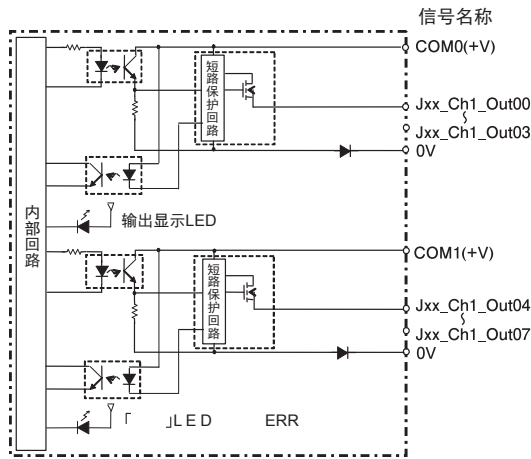 信号名称
COM0(+V)
短路保护回路
Jxx_Ch1_Out00
~
Jxx_Ch1_Out03
0V
内部回路
输出显示LED
COM1(+V)
短路保护回路
Jxx_Ch1_Out04
~
Jxx_Ch1_Out07
0V
「 」LED ERR